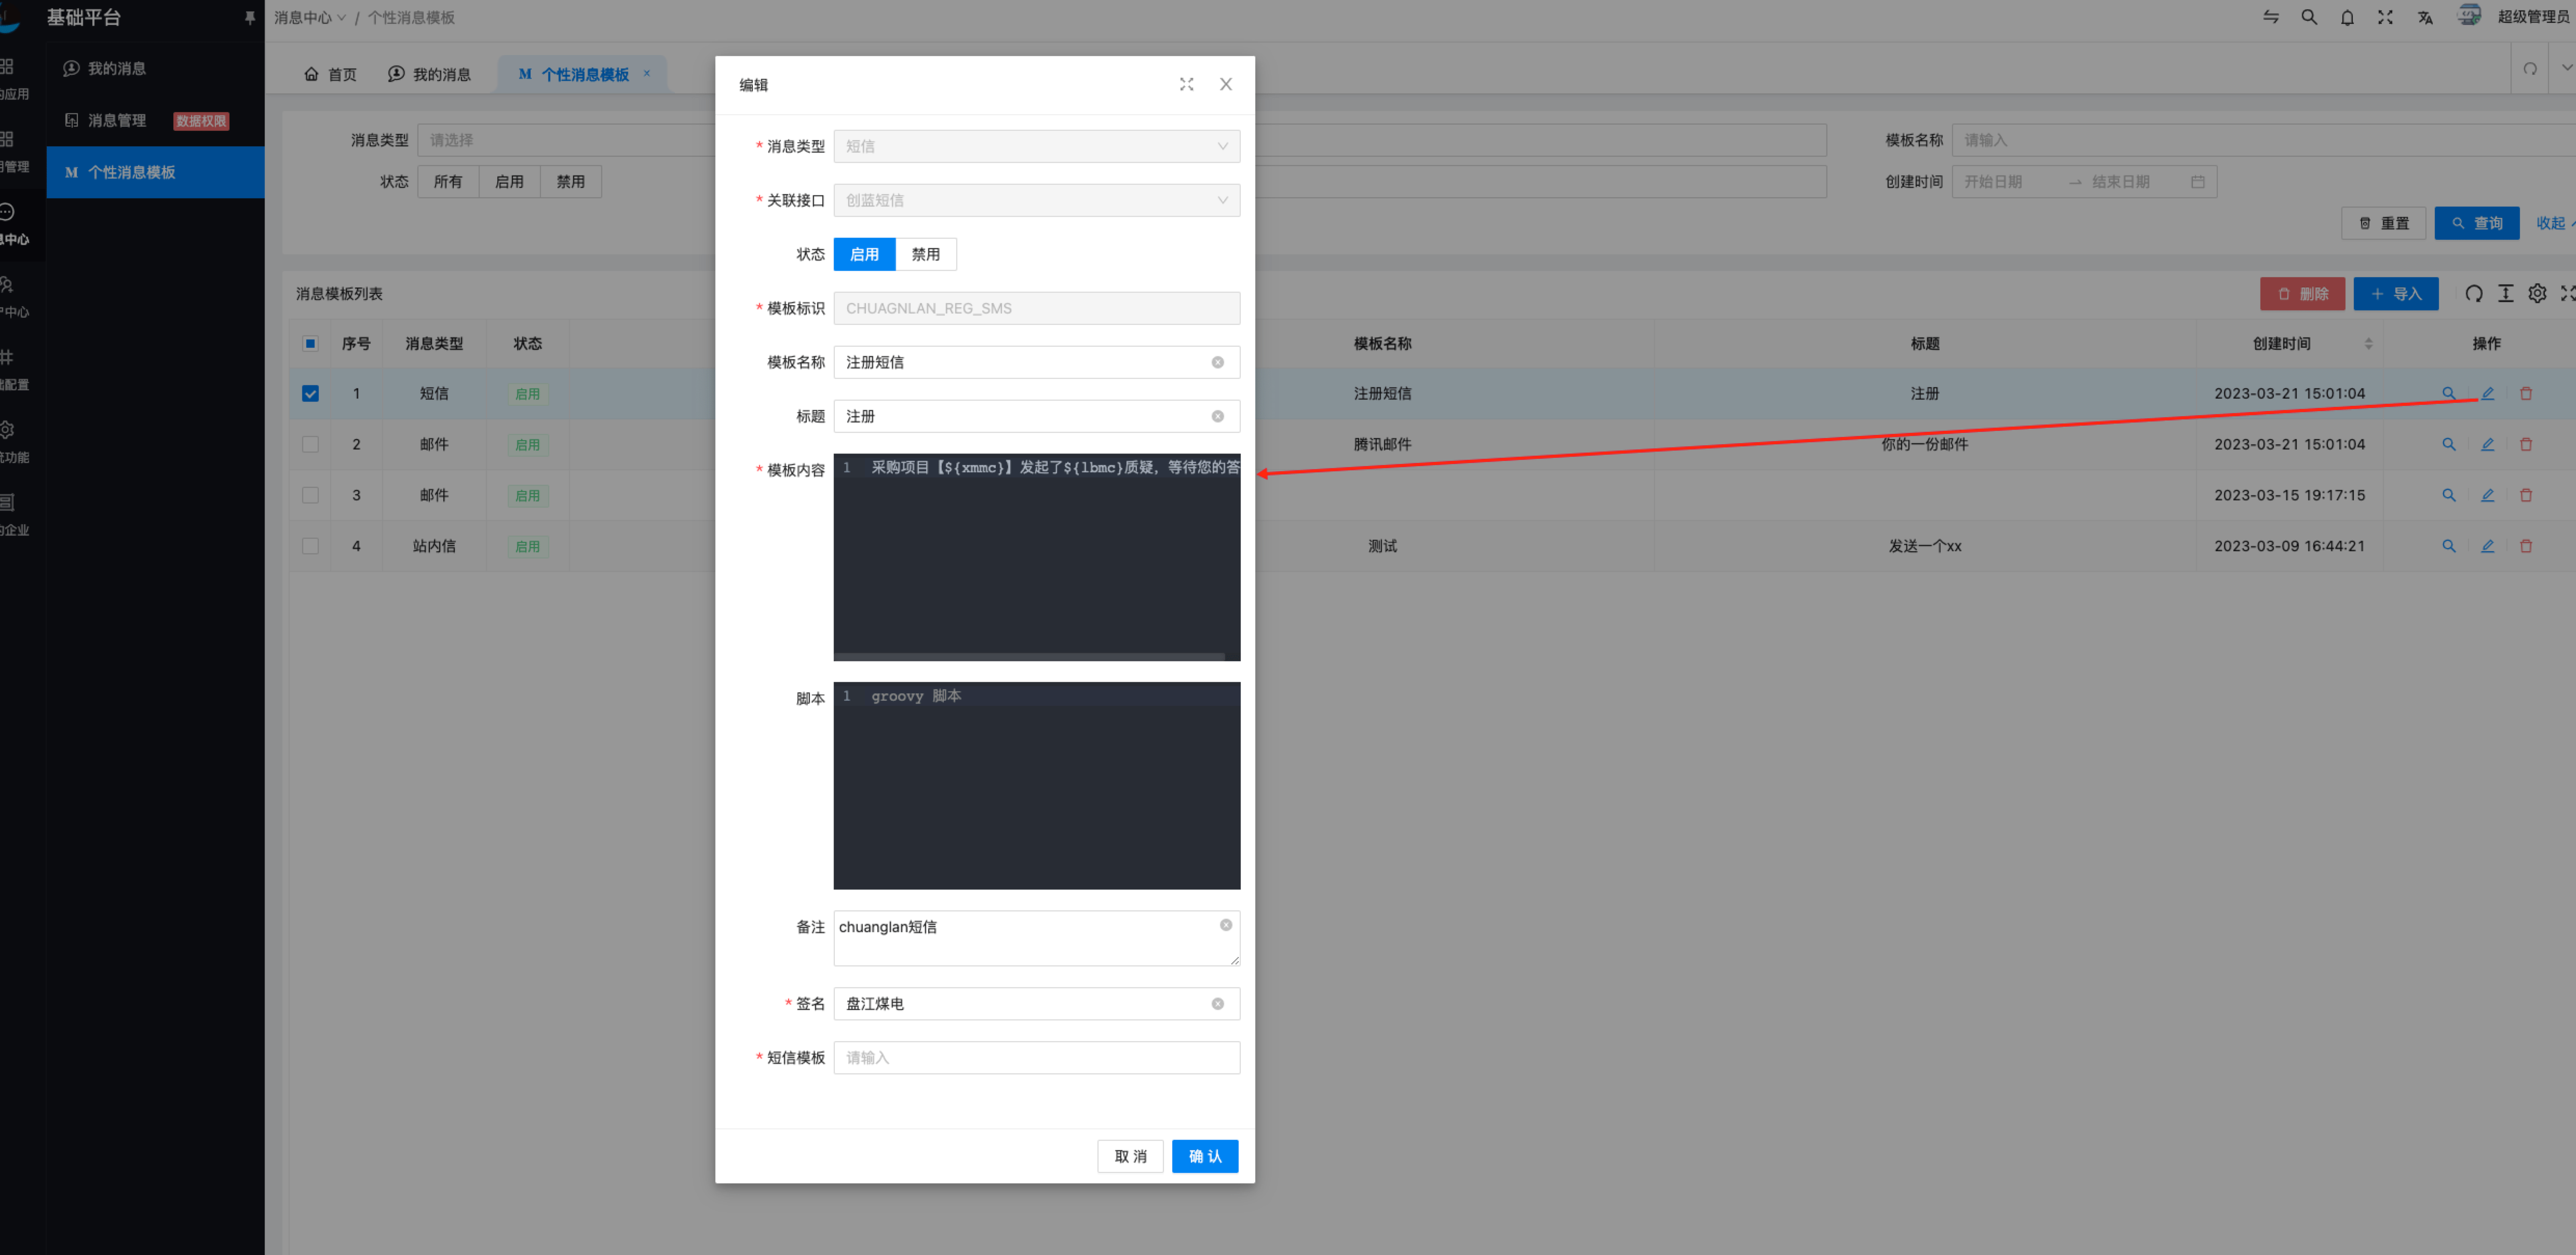 基础平台
消息中心 / 个性消息模板
超级管理员
我的消息
消息管理 数据权限
M 个性消息模板
的应用
管理
息中心
户中心
配置
功能
的企业
首页 我的消息 M 个性消息模板 ×
消息类型 请选择
模板名称 请输入
状态 所有 启用 禁用
创建时间 开始日期 → 结束日期
重置 查询 收起
消息模板列表
删除 + 导入
序号 消息类型 状态 模板名称 标题 创建时间 操作
1 短信 启用 注册短信 注册 2023-03-21 15:01:04
2 邮件 启用 腾讯邮件 你的一份邮件 2023-03-21 15:01:04
3 邮件 启用 2023-03-15 19:17:15
4 站内信 启用 测试 发送一个xx 2023-03-09 16:44:21
编辑
* 消息类型 短信
* 关联接口 创蓝短信
状态 启用 禁用
* 模板标识 CHUAGNLAN_REG_SMS
模板名称 注册短信
标题 注册
* 模板内容 1 采购项目【${xmmc}】发起了${lbmc}质疑，等待您的答
脚本 1 groovy 脚本
备注 chuanglan短信
* 签名 盘江煤电
* 短信模板 请输入
取 消 确 认